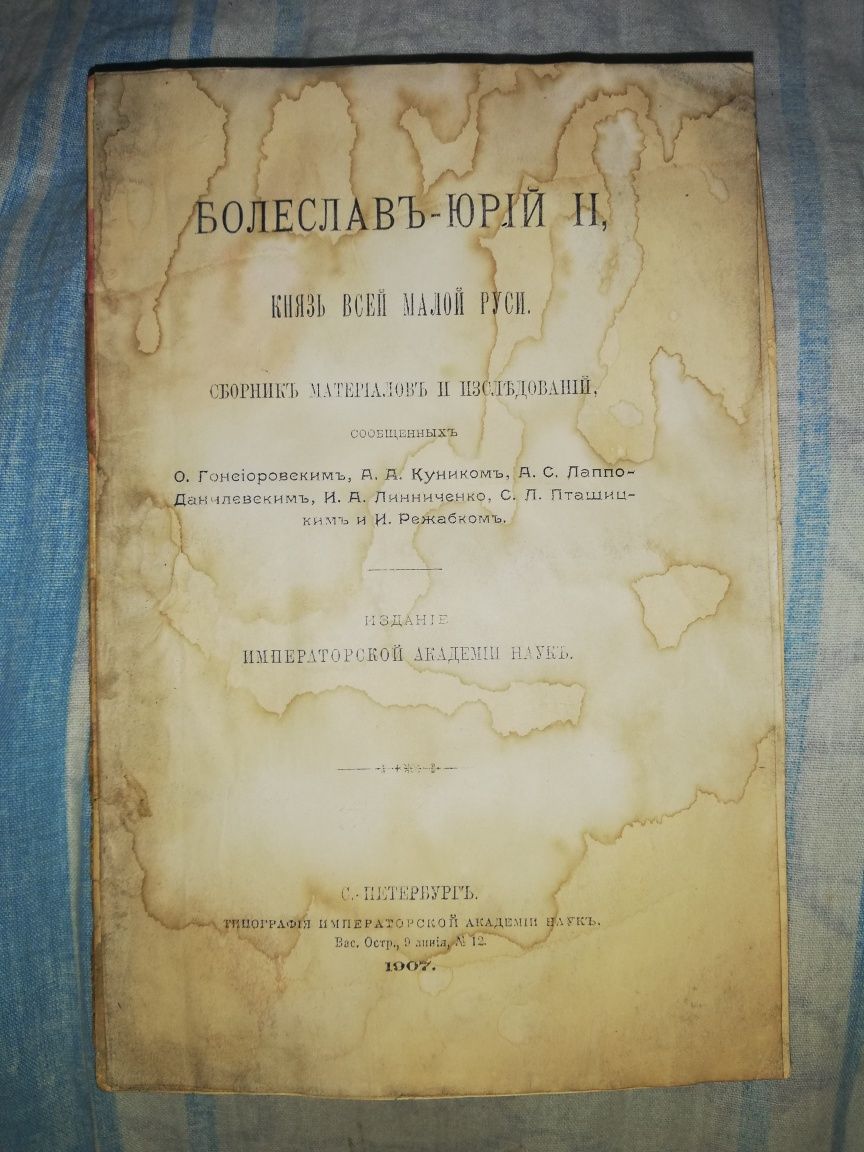 БОЛЕСЛАВЪ-ЮРІЙ II,
КНЯЗЬ ВСЕЙ МАЛОЙ РУСИ.
СБОРНИКЪ МАТЕРІАЛОВЪ И ИЗСЛѢДОВАНІЙ,
СООБЩЕННЫХЪ
О. Гонсіоровскимъ, А. А. Куникомъ, А. С. Лаппо-
Данилевскимъ, И. А. Линниченко, С. Л. Пташиц-
кимъ и И. Режабкомъ.
ИЗДАНІЕ
ИМПЕРАТОРСКОЙ АКАДЕМІИ НАУКЪ.
С.-ПЕТЕРБУРГЪ.
ТИПОГРАФІЯ ИМПЕРАТОРСКОЙ АКАДЕМІИ НАУКЪ.
Вас. Остр., 9 линія, № 12.
1907.